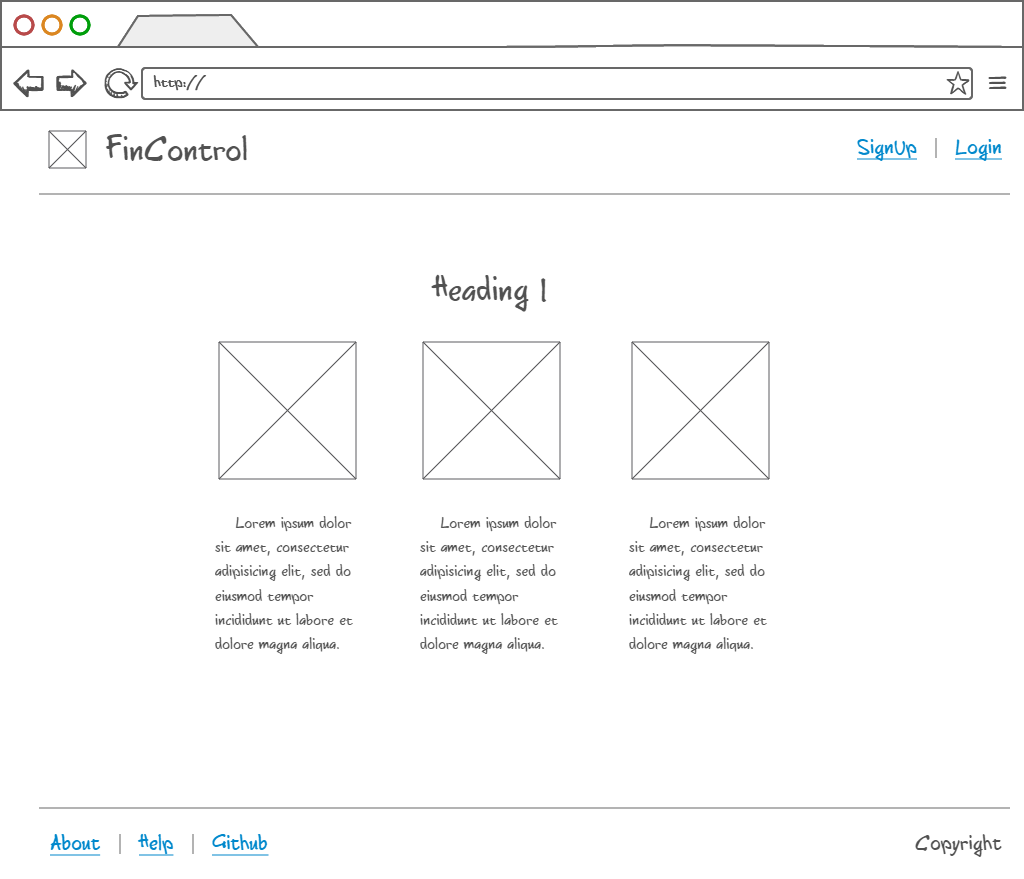 http://
FinControl
SignUp | Login
Heading 1
Lorem ipsum dolor
sit amet, consectetur
adipisicing elit, sed do
eiusmod tempor
incididunt ut labore et
dolore magna aliqua.
Lorem ipsum dolor
sit amet, consectetur
adipisicing elit, sed do
eiusmod tempor
incididunt ut labore et
dolore magna aliqua.
Lorem ipsum dolor
sit amet, consectetur
adipisicing elit, sed do
eiusmod tempor
incididunt ut labore et
dolore magna aliqua.
About | Help | Github
Copyright